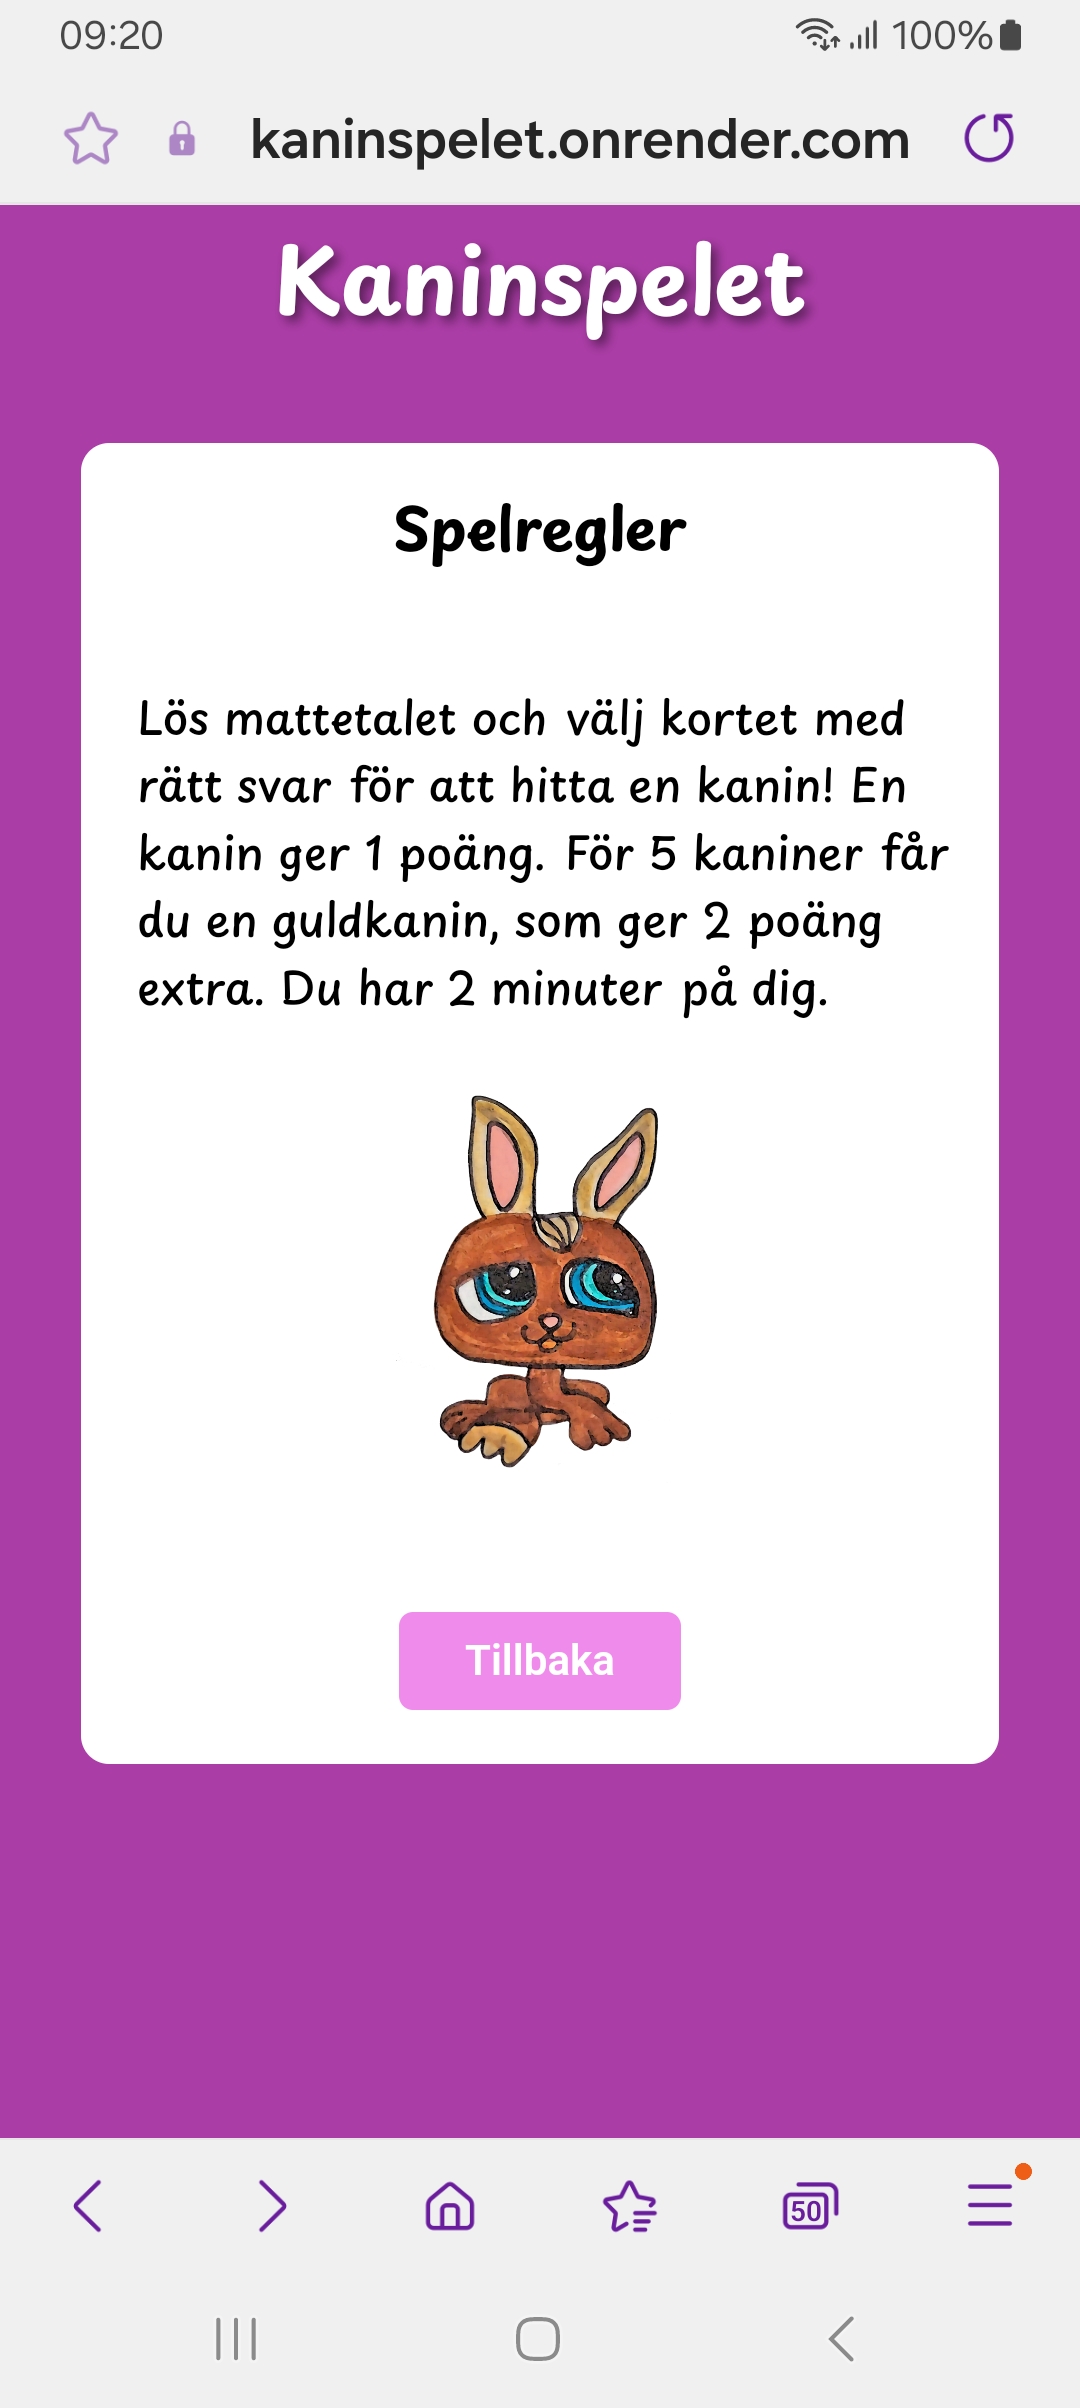 09:20
100%
kaninspelet.onrender.com
Kaninspelet
Spelregler
Lös mattetalet och välj kortet med
rätt svar för att hitta en kanin! En
kanin ger 1 poäng. För 5 kaniner får
du en guldkanin, som ger 2 poäng
extra. Du har 2 minuter på dig.
Tillbaka
50